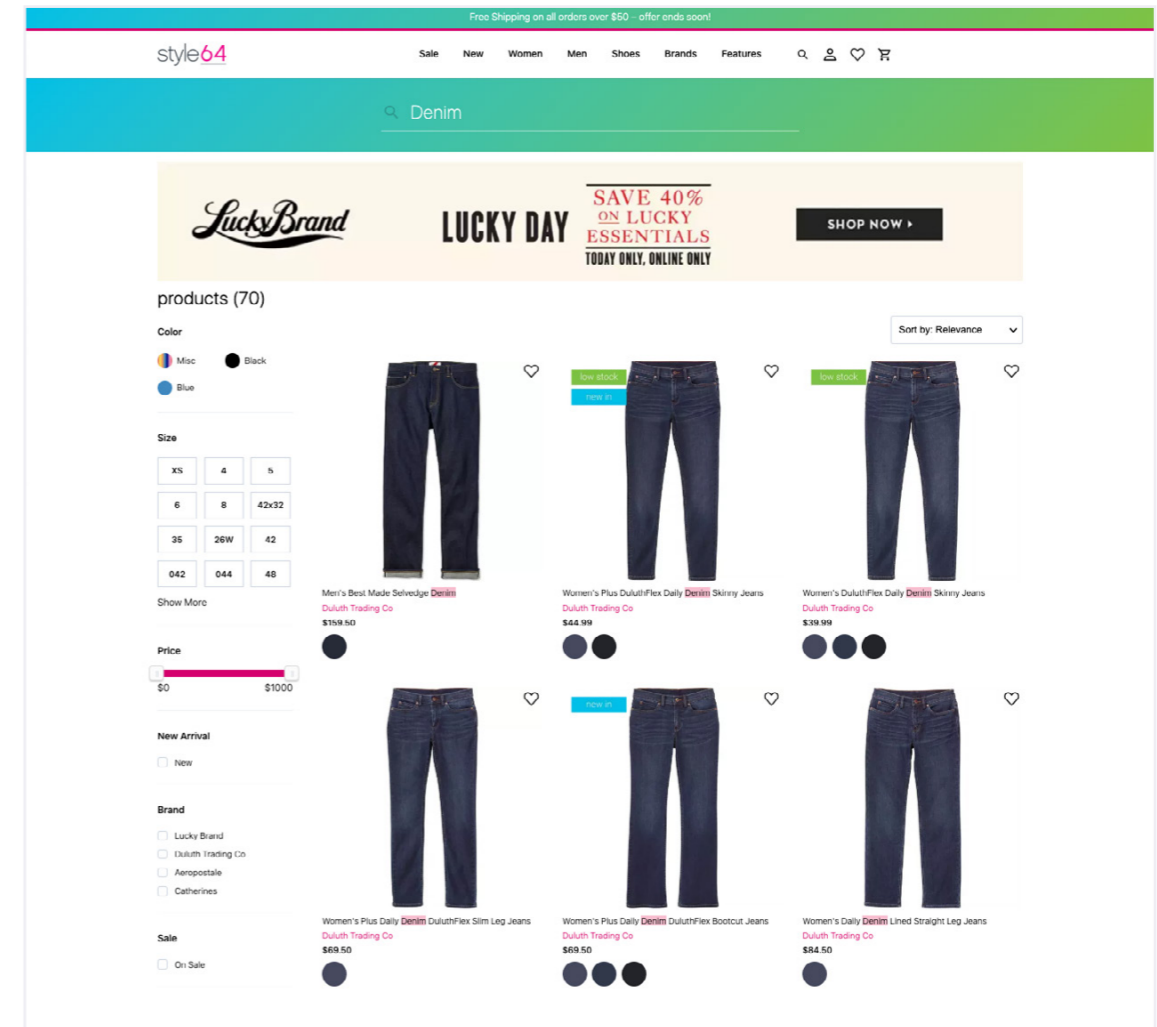 Free Shipping on all orders over $50 – offer ends soon!
style64
Sale New Women Men Shoes Brands Features
Denim
Lucky Brand
LUCKY DAY
SAVE 40%
ON LUCKY
ESSENTIALS
TODAY ONLY, ONLINE ONLY
SHOP NOW
products (70)
Sort by: Relevance
Color
Misc Black
Blue
Size
XS 4 5
6 8 42x32
35 26W 42
042 044 48
Show More
Price
$0 $1000
New Arrival
New
Brand
Lucky Brand
Duluth Trading Co
Aeropostale
Catherines
Sale
On Sale
Men's Best Made Selvedge Denim
Duluth Trading Co
$159.50
low stock
new in
Women's Plus DuluthFlex Daily Denim Skinny Jeans
Duluth Trading Co
$44.99
low stock
Women's DuluthFlex Daily Denim Skinny Jeans
Duluth Trading Co
$39.99
Women's Plus Daily Denim DuluthFlex Slim Leg Jeans
Duluth Trading Co
$69.50
new in
Women's Plus Daily Denim DuluthFlex Bootcut Jeans
Duluth Trading Co
$69.50
Women's Daily Denim Lined Straight Leg Jeans
Duluth Trading Co
$84.50